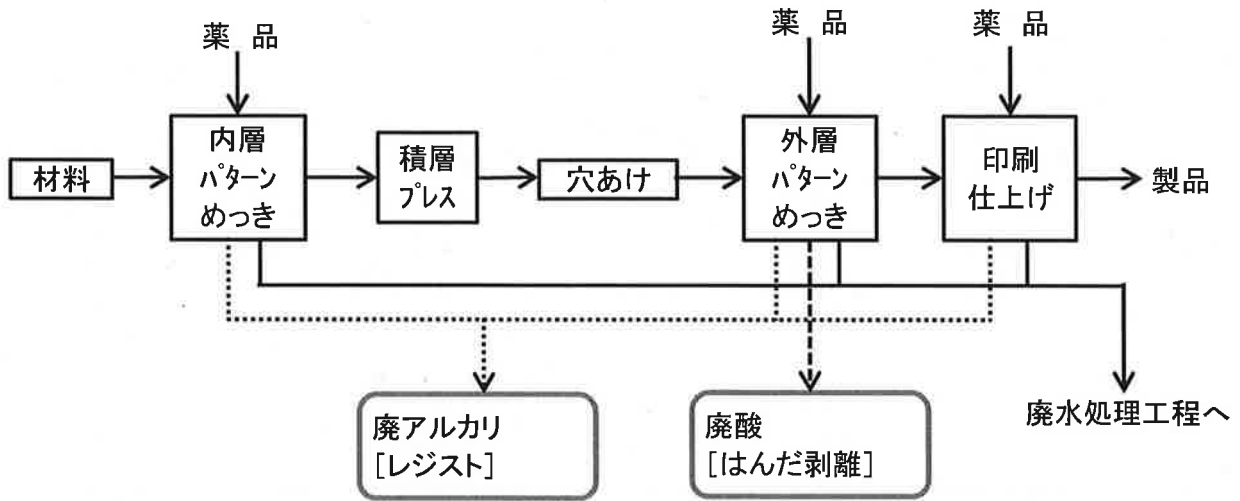 薬 品
薬 品
薬 品
材料
内層
パターン
めっき
積層
プレス
穴あけ
外層
パターン
めっき
印刷
仕上げ
製品
廃アルカリ
[レジスト]
廃酸
[はんだ剥離]
廃水処理工程へ